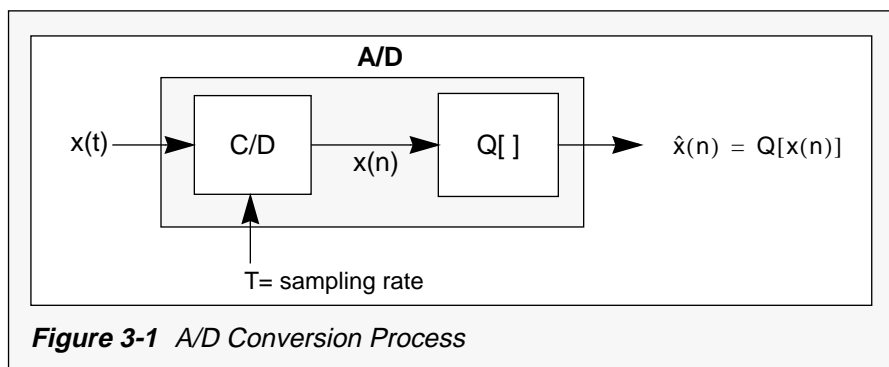 A/D
x(t)
C/D
x(n)
Q[ ]
x̂(n) = Q[x(n)]
T= sampling rate
Figure 3-1 A/D Conversion Process